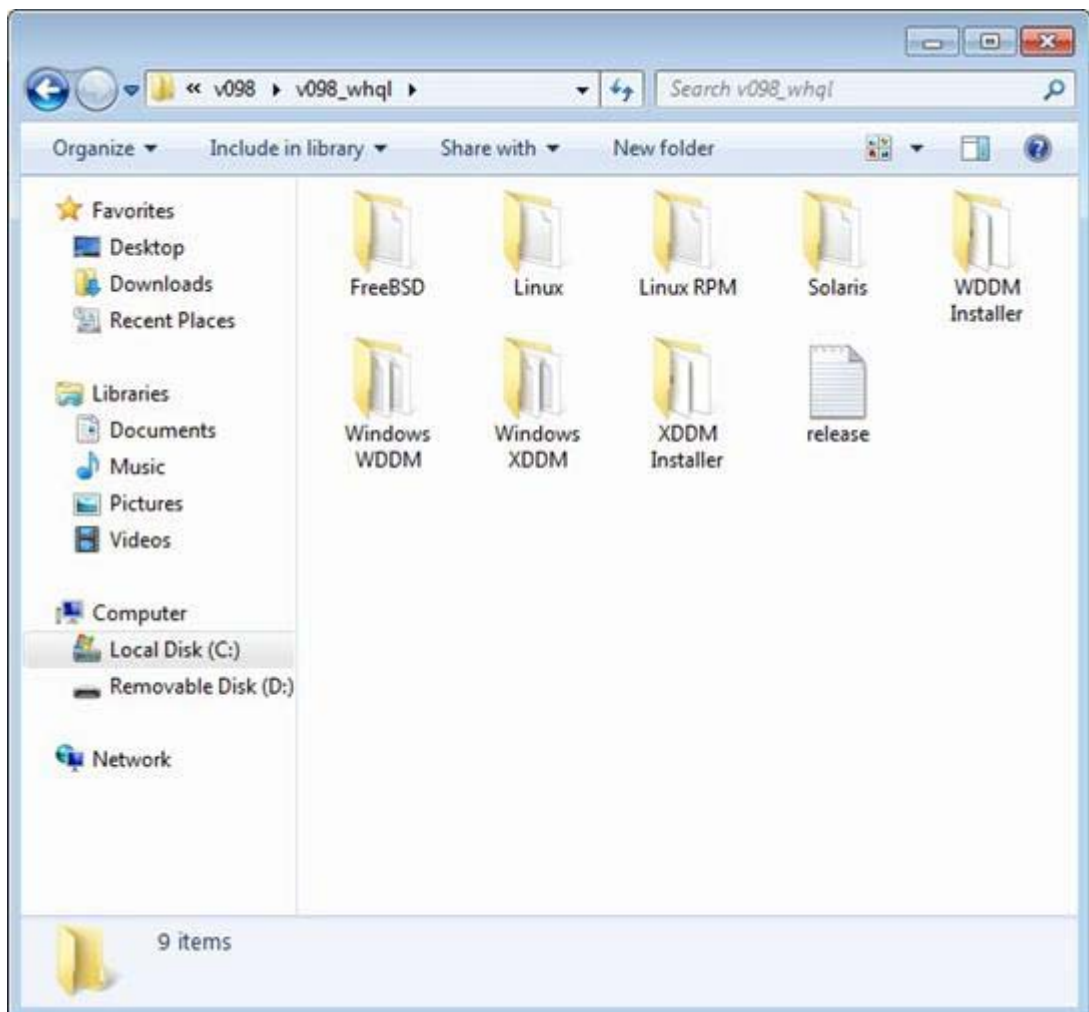 « v098 ▸ v098_whql ▸
Search v098_whql
Organize ▾ Include in library ▾ Share with ▾ New folder
Favorites
Desktop
Downloads
Recent Places
Libraries
Documents
Music
Pictures
Videos
Computer
Local Disk (C:)
Removable Disk (D:)
Network
FreeBSD
Linux
Linux RPM
Solaris
WDDM
Installer
Windows
WDDM
Windows
XDDM
XDDM
Installer
release
9 items